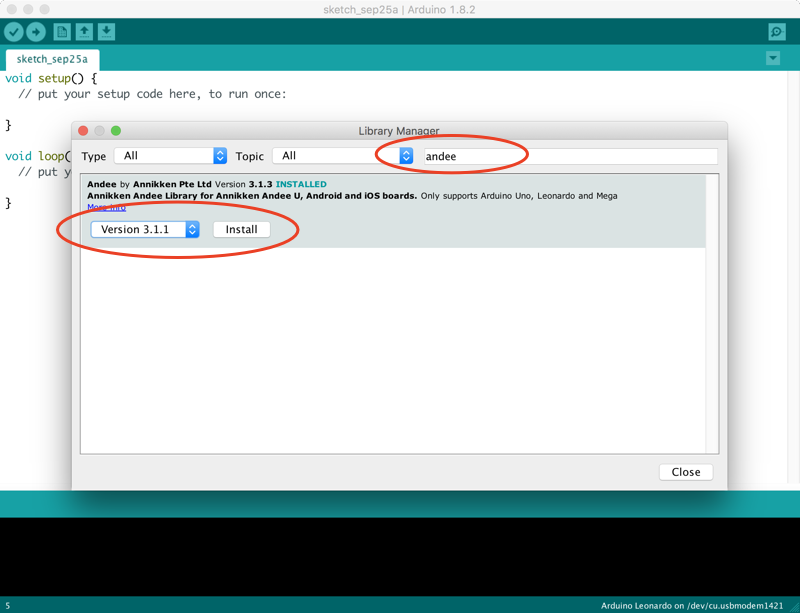 sketch_sep25a | Arduino 1.8.2
sketch_sep25a
void setup() {
// put your setup code here, to run once:
}
void loop(
// put y
}
Library Manager
Type All Topic All andee
Andee by Annikken Pte Ltd Version 3.1.3 INSTALLED
Annikken Andee Library for Annikken Andee U, Android and iOS boards. Only supports Arduino Uno, Leonardo and Mega
More info
Version 3.1.1 Install
Close
5 Arduino Leonardo on /dev/cu.usbmodem1421